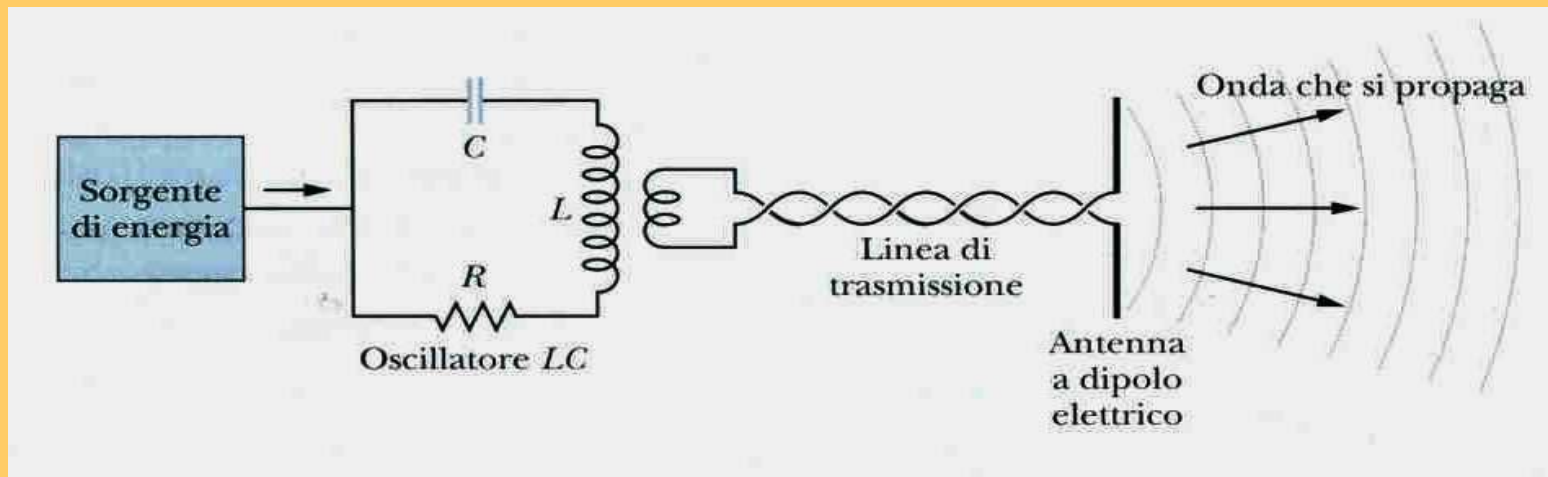 Sorgente
di energia
C
L
R
Oscillatore LC
Linea di
trasmissione
Antenna
a dipolo
elettrico
Onda che si propaga